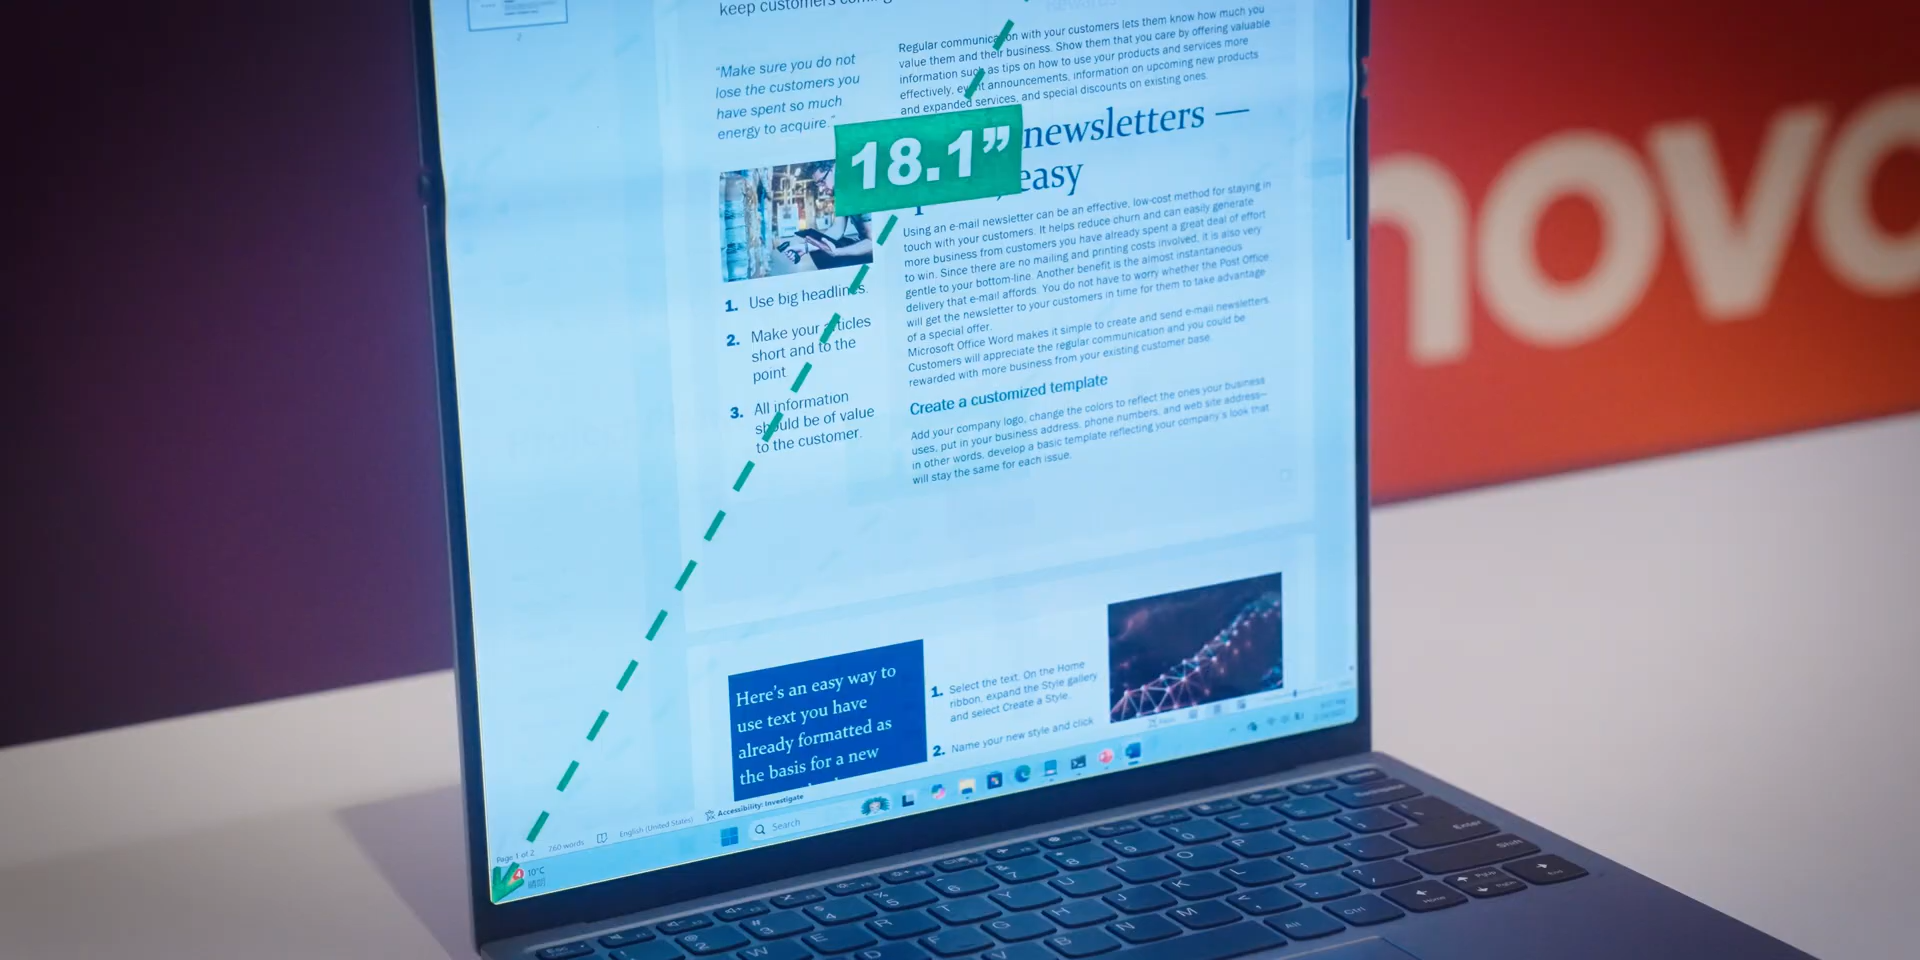 2
keep customers
"Make sure you do not
lose the customers you
have spent so much
energy to acquire."
Regular communication with your customers lets them know how much you
value them and their business. Show them that you care by offering valuable
information such as tips on how to use your products and services more
effectively, event announcements, information on upcoming new products
and expanded services, and special discounts on existing ones.
18.1”
newsletters —
easy
Using an e-mail newsletter can be an effective, low-cost method for staying in
touch with your customers. It helps reduce churn and can easily generate
more business from customers you have already spent a great deal of effort
to win. Since there are no mailing and printing costs involved, it is also very
gentle to your bottom-line. Another benefit is the almost instantaneous
delivery that e-mail affords. You do not have to worry whether the Post Office
will get the newsletter to your customers in time for them to take advantage
of a special offer.
Microsoft Office Word makes it simple to create and send e-mail newsletters.
Customers will appreciate the regular communication and you could be
rewarded with more business from your existing customer base.
1. Use big headlines.
2. Make your articles
short and to the
point
3. All information
should be of value
to the customer.
Create a customized template
Add your company logo, change the colors to reflect the ones your business
uses, put in your business address, phone numbers, and web site address—
in other words, develop a basic template reflecting your company's look that
will stay the same for each issue.
Here's an easy way to
use text you have
already formatted as
the basis for a new
1. Select the text. On the Home
ribbon, expand the Style gallery
and select Create a Style.
2. Name your new style and click
Page 1 of 2 760 words English (United States) Accessibility: Investigate
Search
10°C
novo
Enter
Shift